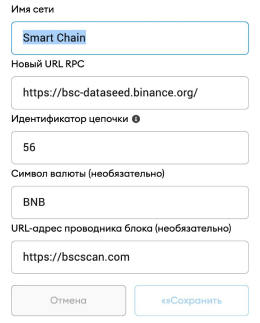 Имя сети
Smart Chain
Новый URL RPC
https://bsc-dataseed.binance.org/
Идентификатор цепочки
56
Символ валюты (необязательно)
BNB
URL-адрес проводника блока (необязательно)
https://bscscan.com
Отмена
«»Сохранить